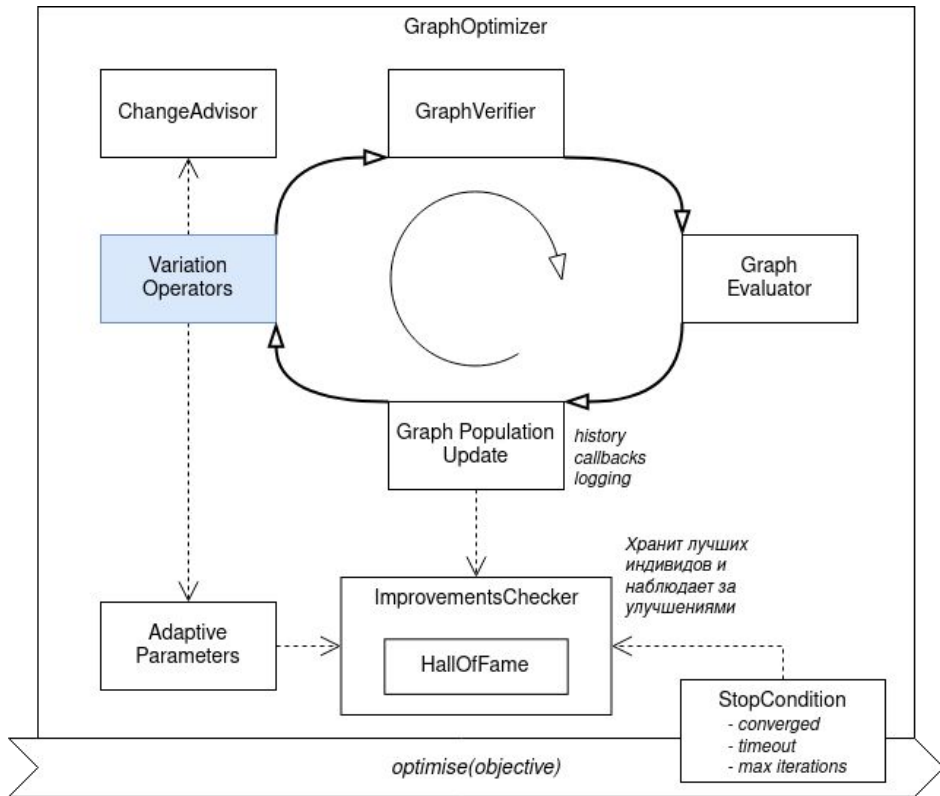 GraphOptimizer
ChangeAdvisor
GraphVerifier
Variation
Operators
Graph
Evaluator
Graph Population
Update
history
callbacks
logging
Хранит лучших
индивидов и
наблюдает за
улучшениями
ImprovementsChecker
HallOfFame
Adaptive
Parameters
StopCondition
- converged
- timeout
- max iterations
optimise(objective)